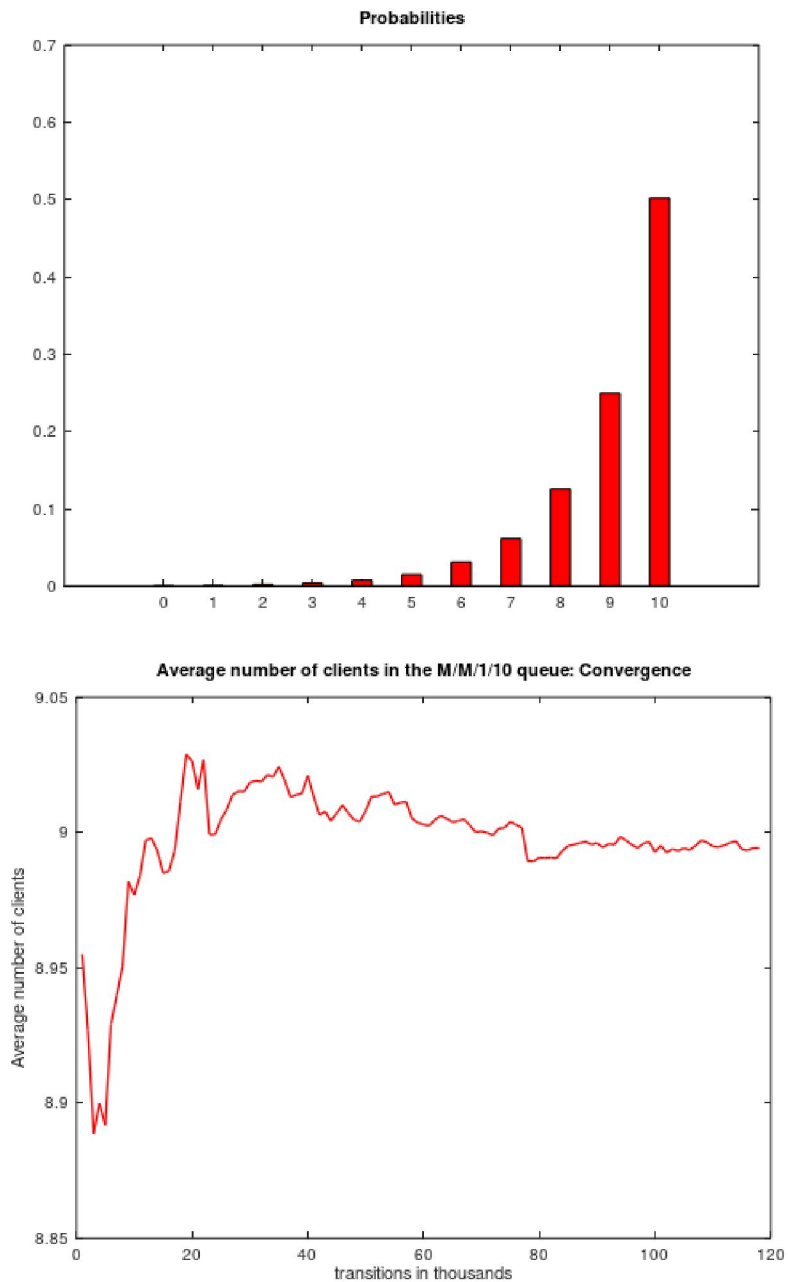 Probabilities
0.7
0.6
0.5
0.4
0.3
0.2
0.1
0
0 1 2 3 4 5 6 7 8 9 10
Average number of clients in the M/M/1/10 queue: Convergence
9.05
9
8.95
8.9
8.85
Average number of clients
0 20 40 60 80 100 120
transitions in thousands